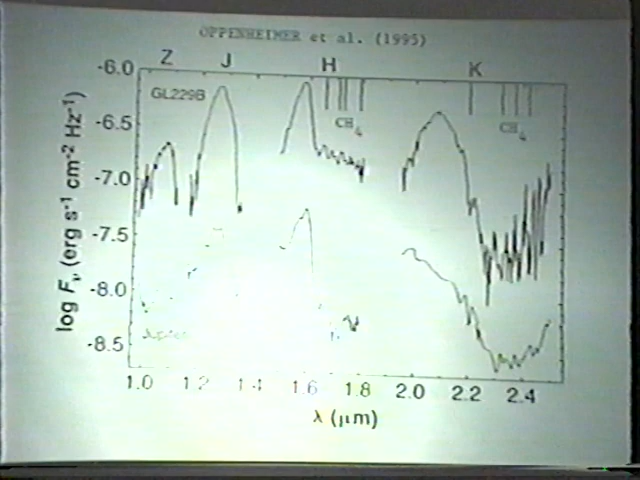 OPPENHEIMER et al. (1995)
Z J H K
GL229B
CH4 CH4
log Fν (erg s-1 cm-2 Hz-1)
-6.0
-6.5
-7.0
-7.5
-8.0
-8.5
1.0 1.2 1.4 1.6 1.8 2.0 2.2 2.4
λ (μm)